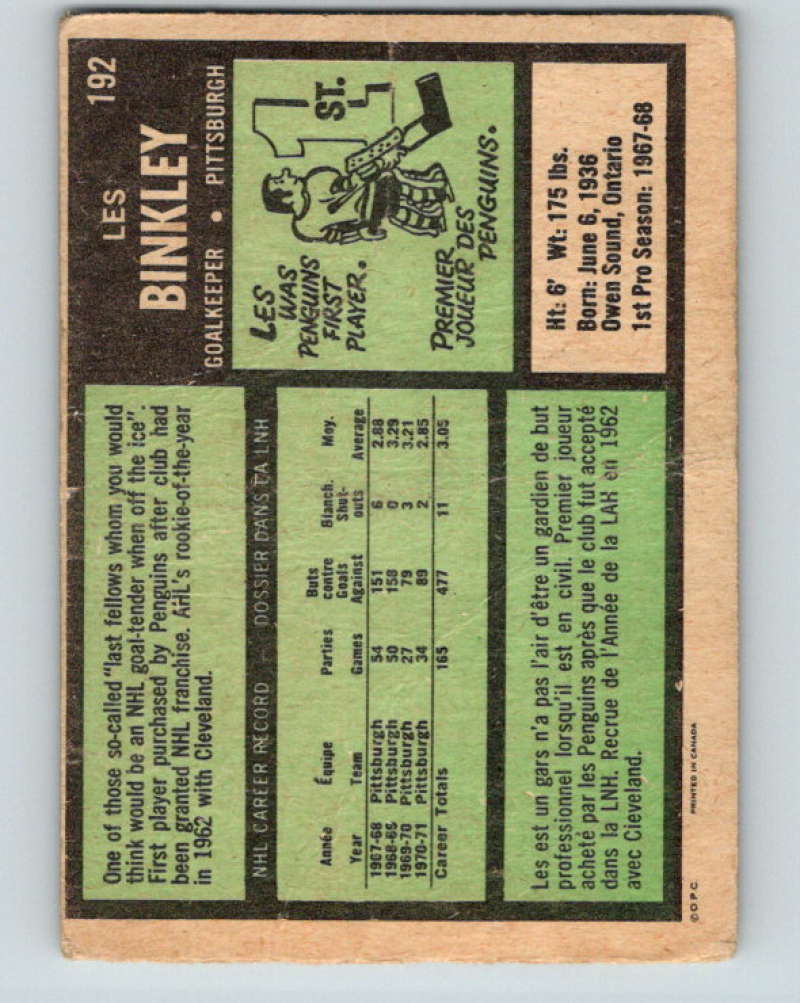 192
LES
BINKLEY
GOALKEEPER • PITTSBURGH
One of those so-called "last fellows whom you would
think would be an NHL goal-tender when off the ice".
First player purchased by Penguins after club had
been granted NHL franchise. AHL's rookie-of-the-year
in 1962 with Cleveland.
LES
WAS
PENGUINS
FIRST
PLAYER.
1
ST.
PREMIER
JOUEUR DES
PENGUINS.
NHL CAREER RECORD — DOSSIER DANS LA LNH
Année Équipe Parties Buts contre Blanch. Moy.
Year Team Games Goals Against Shut-outs Average
1967-68 Pittsburgh 54 151 6 2.88
1968-69 Pittsburgh 50 158 0 3.29
1969-70 Pittsburgh 27 79 3 3.21
1970-71 Pittsburgh 34 89 2 2.85
Career Totals 165 477 11 3.05
Ht: 6' Wt: 175 lbs.
Born: June 6, 1936
Owen Sound, Ontario
1st Pro Season: 1967-68
Les est un gars n'a pas l'air d'être un gardien de but
professionnel lorsqu'il est en civil. Premier joueur
acheté par les Penguins après que le club fut accepté
dans la LNH. Recrue de l'Année de la LAH en 1962
avec Cleveland.
© O.P.C. PRINTED IN CANADA